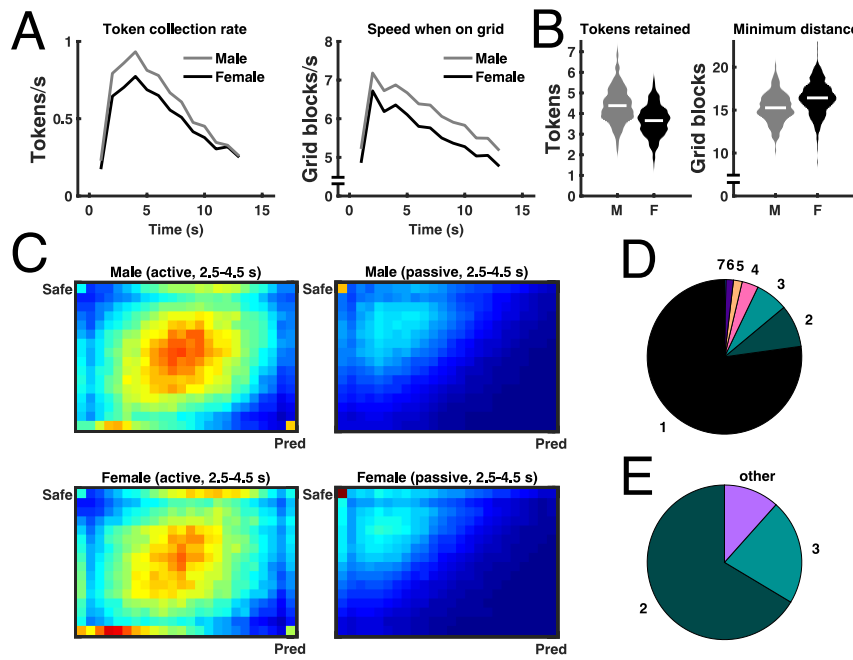 A
Token collection rate
Tokens/s
1
0.5
0
0
5
10
15
Time (s)
Male
Female
Speed when on grid
Grid blocks/s
8
7
6
5
0
0
5
10
15
Time (s)
Male
Female
B
Tokens retained
Tokens
7
6
5
4
3
2
1
0
M
F
Minimum distance
Grid blocks
20
15
10
0
M
F
C
Male (active, 2.5-4.5 s)
Safe
Pred
Male (passive, 2.5-4.5 s)
Safe
Pred
Female (active, 2.5-4.5 s)
Safe
Pred
Female (passive, 2.5-4.5 s)
Safe
Pred
D
7
6
5
4
3
2
1
E
other
3
2